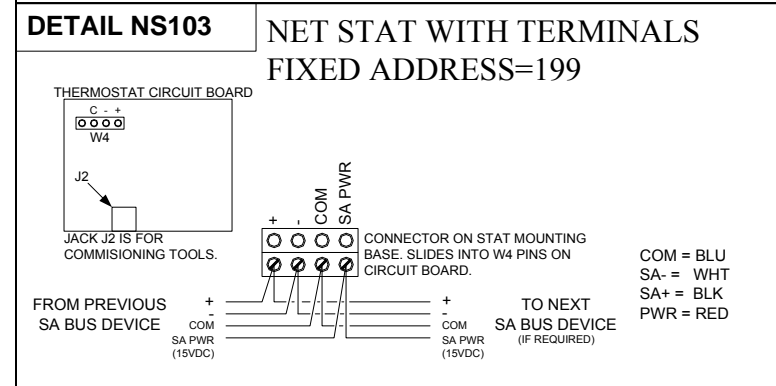 DETAIL NS103
NET STAT WITH TERMINALS
FIXED ADDRESS=199
THERMOSTAT CIRCUIT BOARD
C - +
W4
J2
JACK J2 IS FOR
COMMISIONING TOOLS.
+
-
COM
SA PWR
CONNECTOR ON STAT MOUNTING
BASE. SLIDES INTO W4 PINS ON
CIRCUIT BOARD.
FROM PREVIOUS
SA BUS DEVICE
+
-
COM
SA PWR
(15VDC)
+
-
COM
SA PWR
(15VDC)
TO NEXT
SA BUS DEVICE
(IF REQUIRED)
COM = BLU
SA- = WHT
SA+ = BLK
PWR = RED